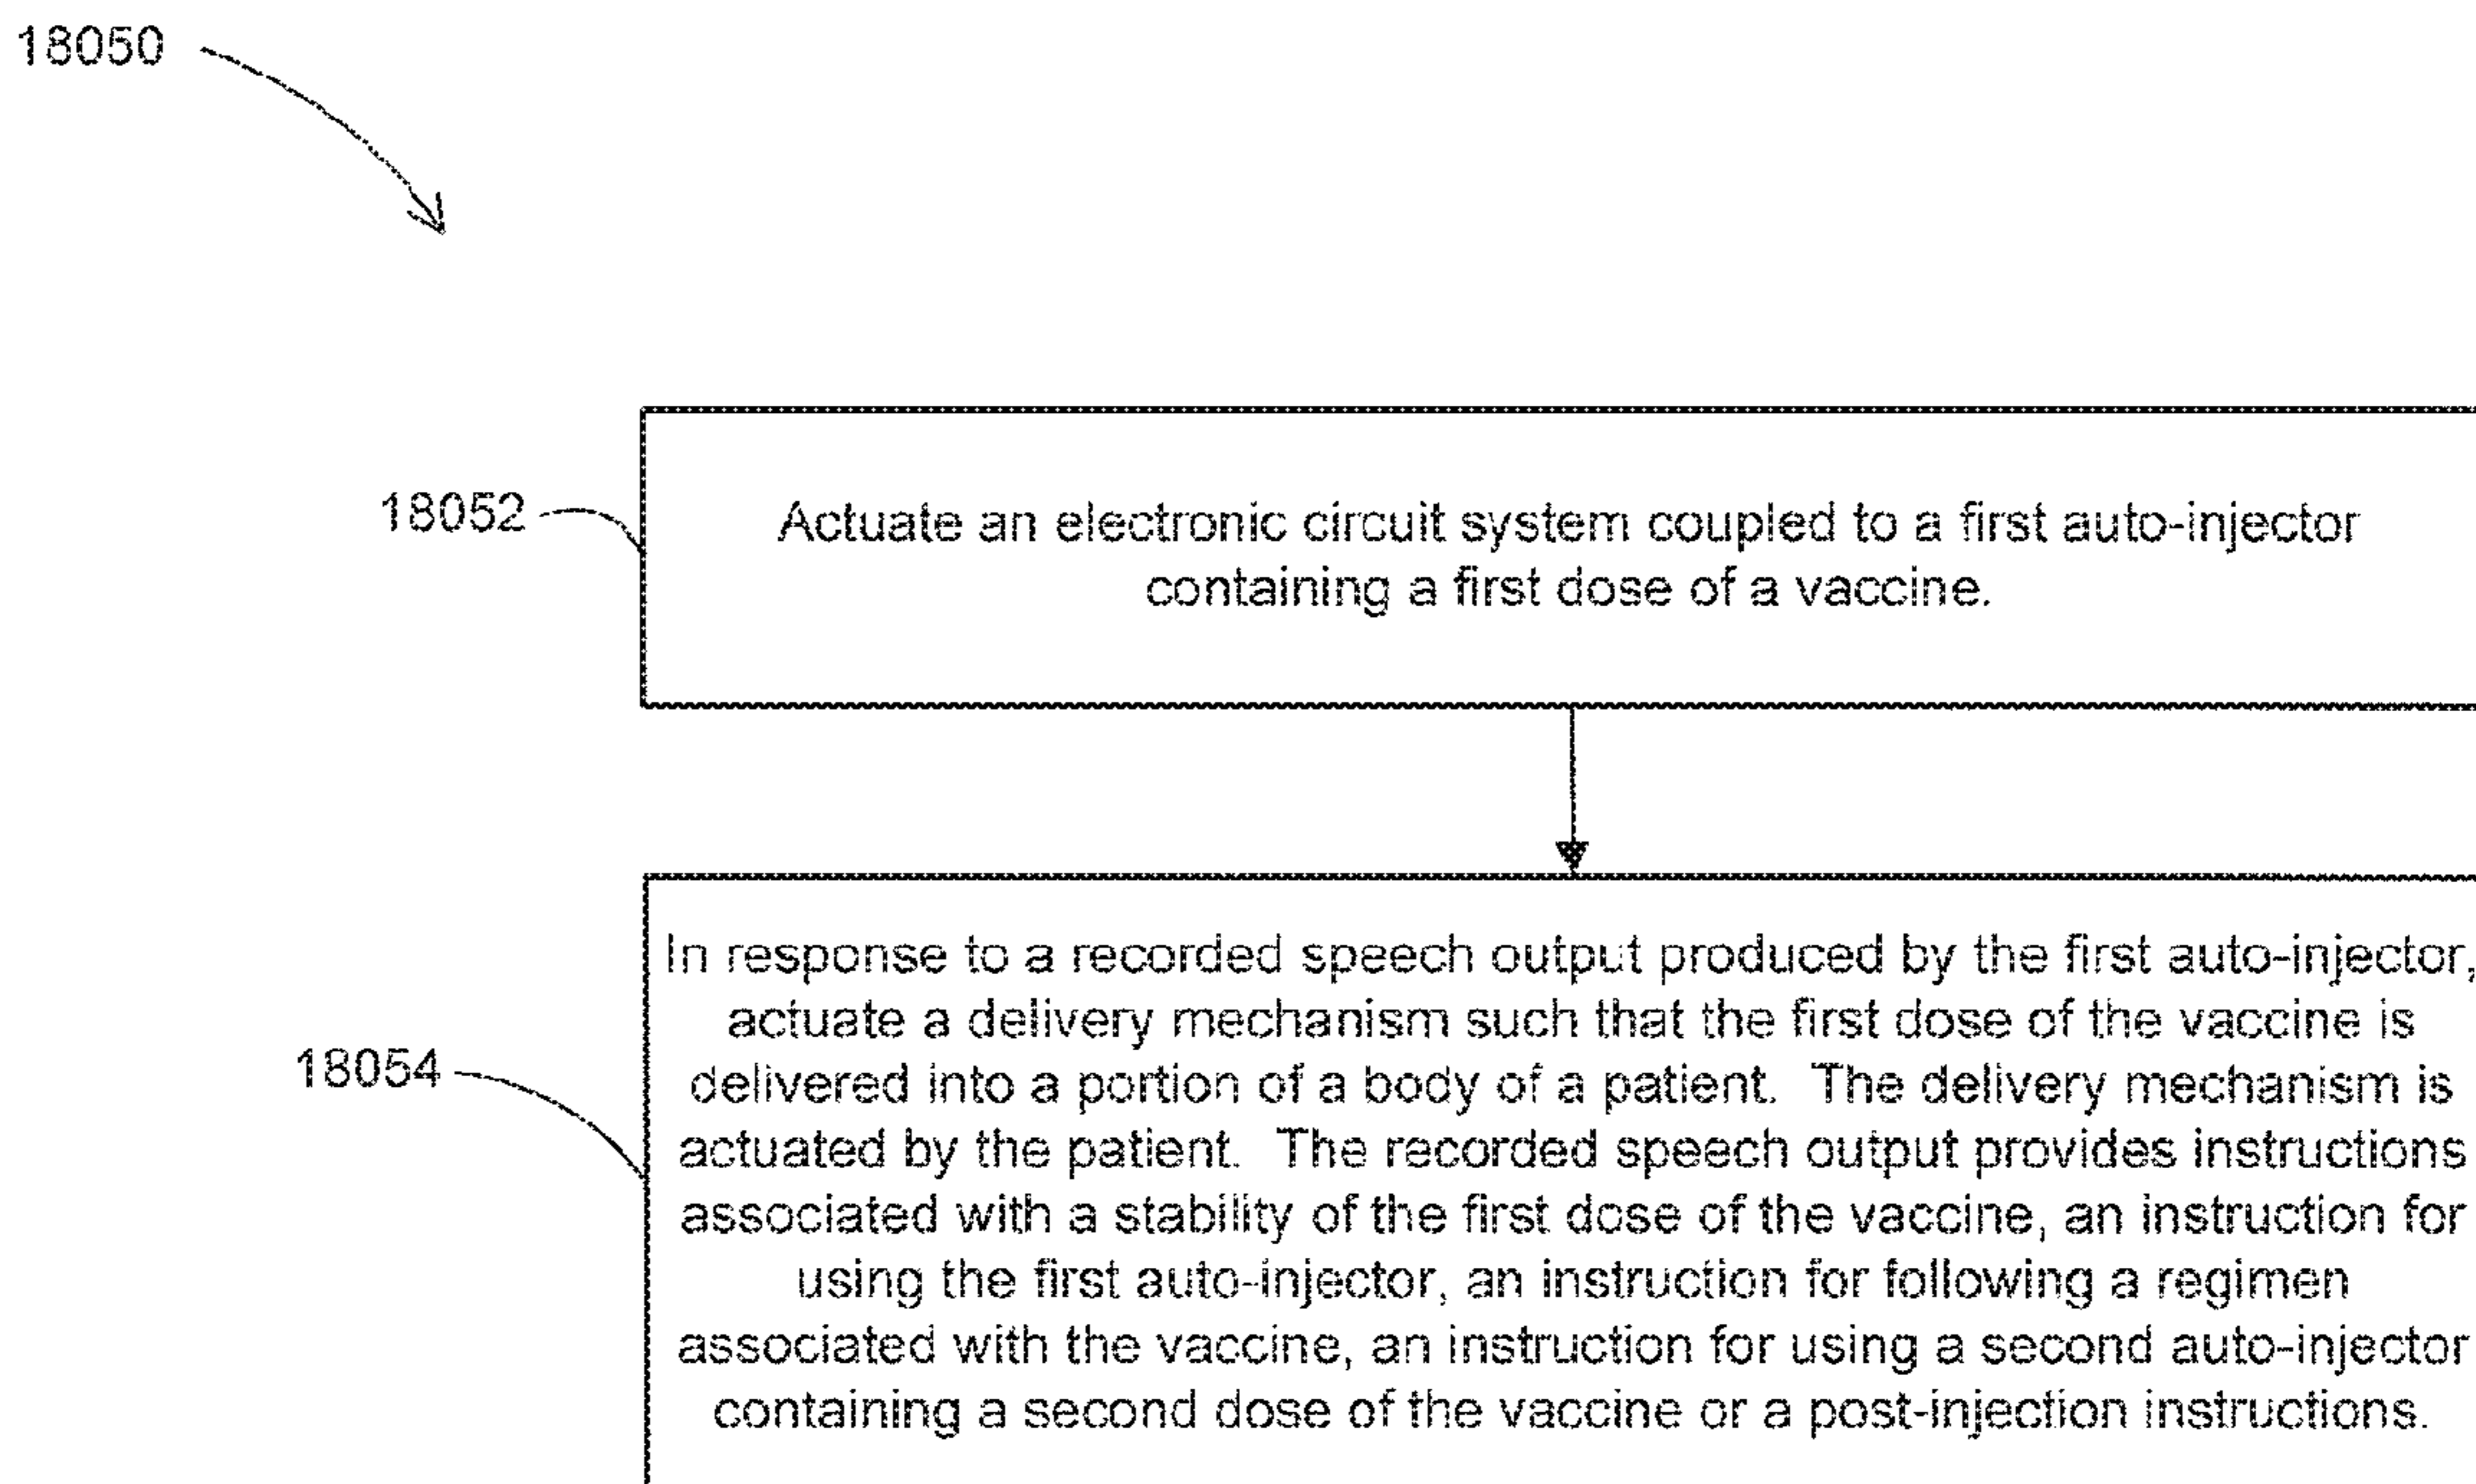 18050
18052
Actuate an electronic circuit system coupled to a first auto-injector
containing a first dose of a vaccine.
In response to a recorded speech output produced by the first auto-injector,
actuate a delivery mechanism such that the first dose of the vaccine is
delivered into a portion of a body of a patient. The delivery mechanism is
actuated by the patient. The recorded speech output provides instructions
associated with a stability of the first dose of the vaccine, an instruction for
using the first auto-injector, an instruction for following a regimen
associated with the vaccine, an instruction for using a second auto-injector
containing a second dose of the vaccine or a post-injection instructions.
18054